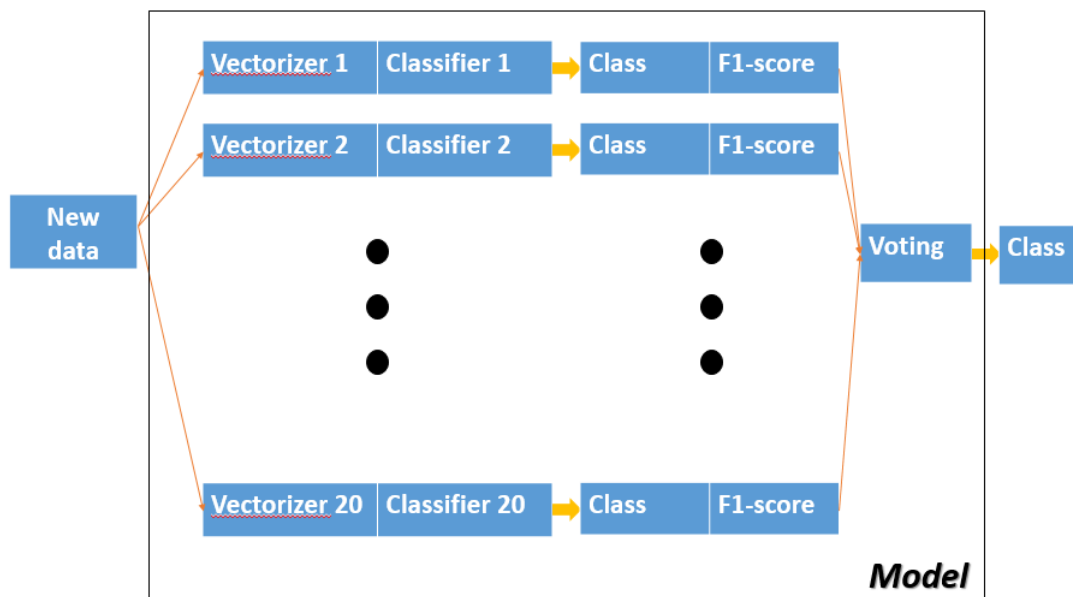 Vectorizer 1 Classifier 1 Class F1-score
Vectorizer 2 Classifier 2 Class F1-score
New
data
Voting Class
Vectorizer 20 Classifier 20 Class F1-score
Model